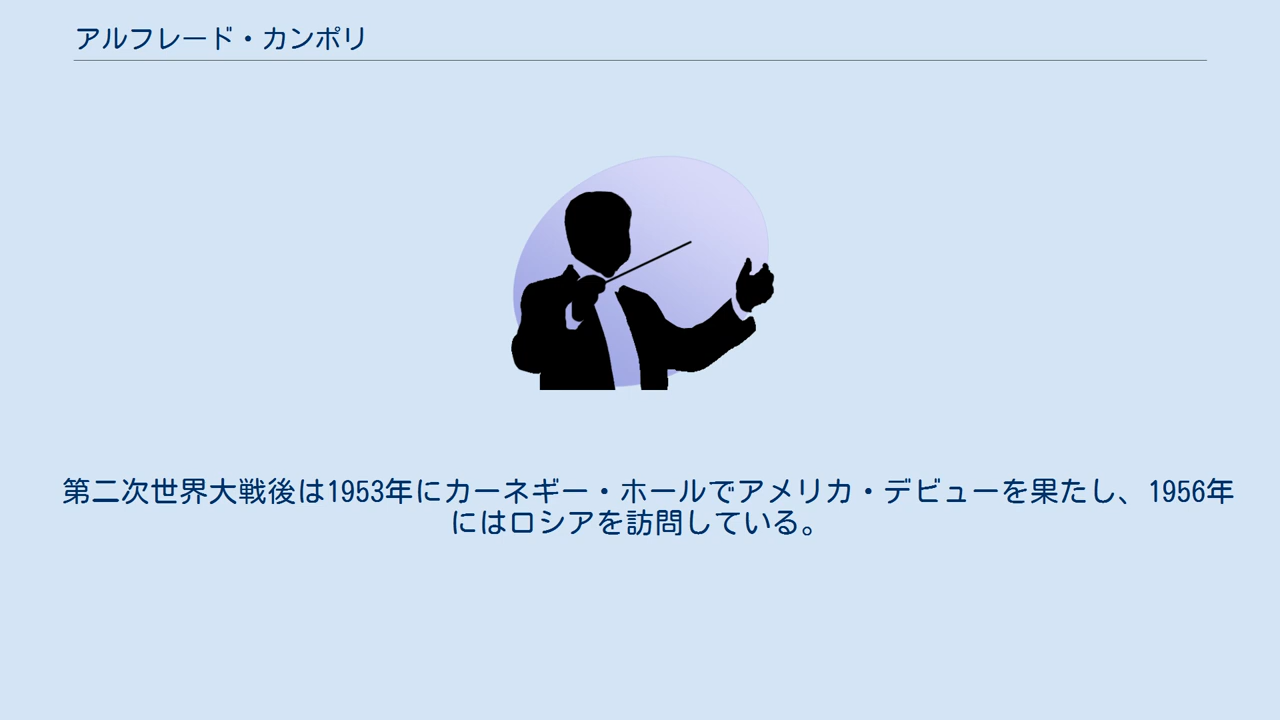 アルフレード・カンポリ
第二次世界大戦後は1953年にカーネギー・ホールでアメリカ・デビューを果たし、1956年
にはロシアを訪問している。